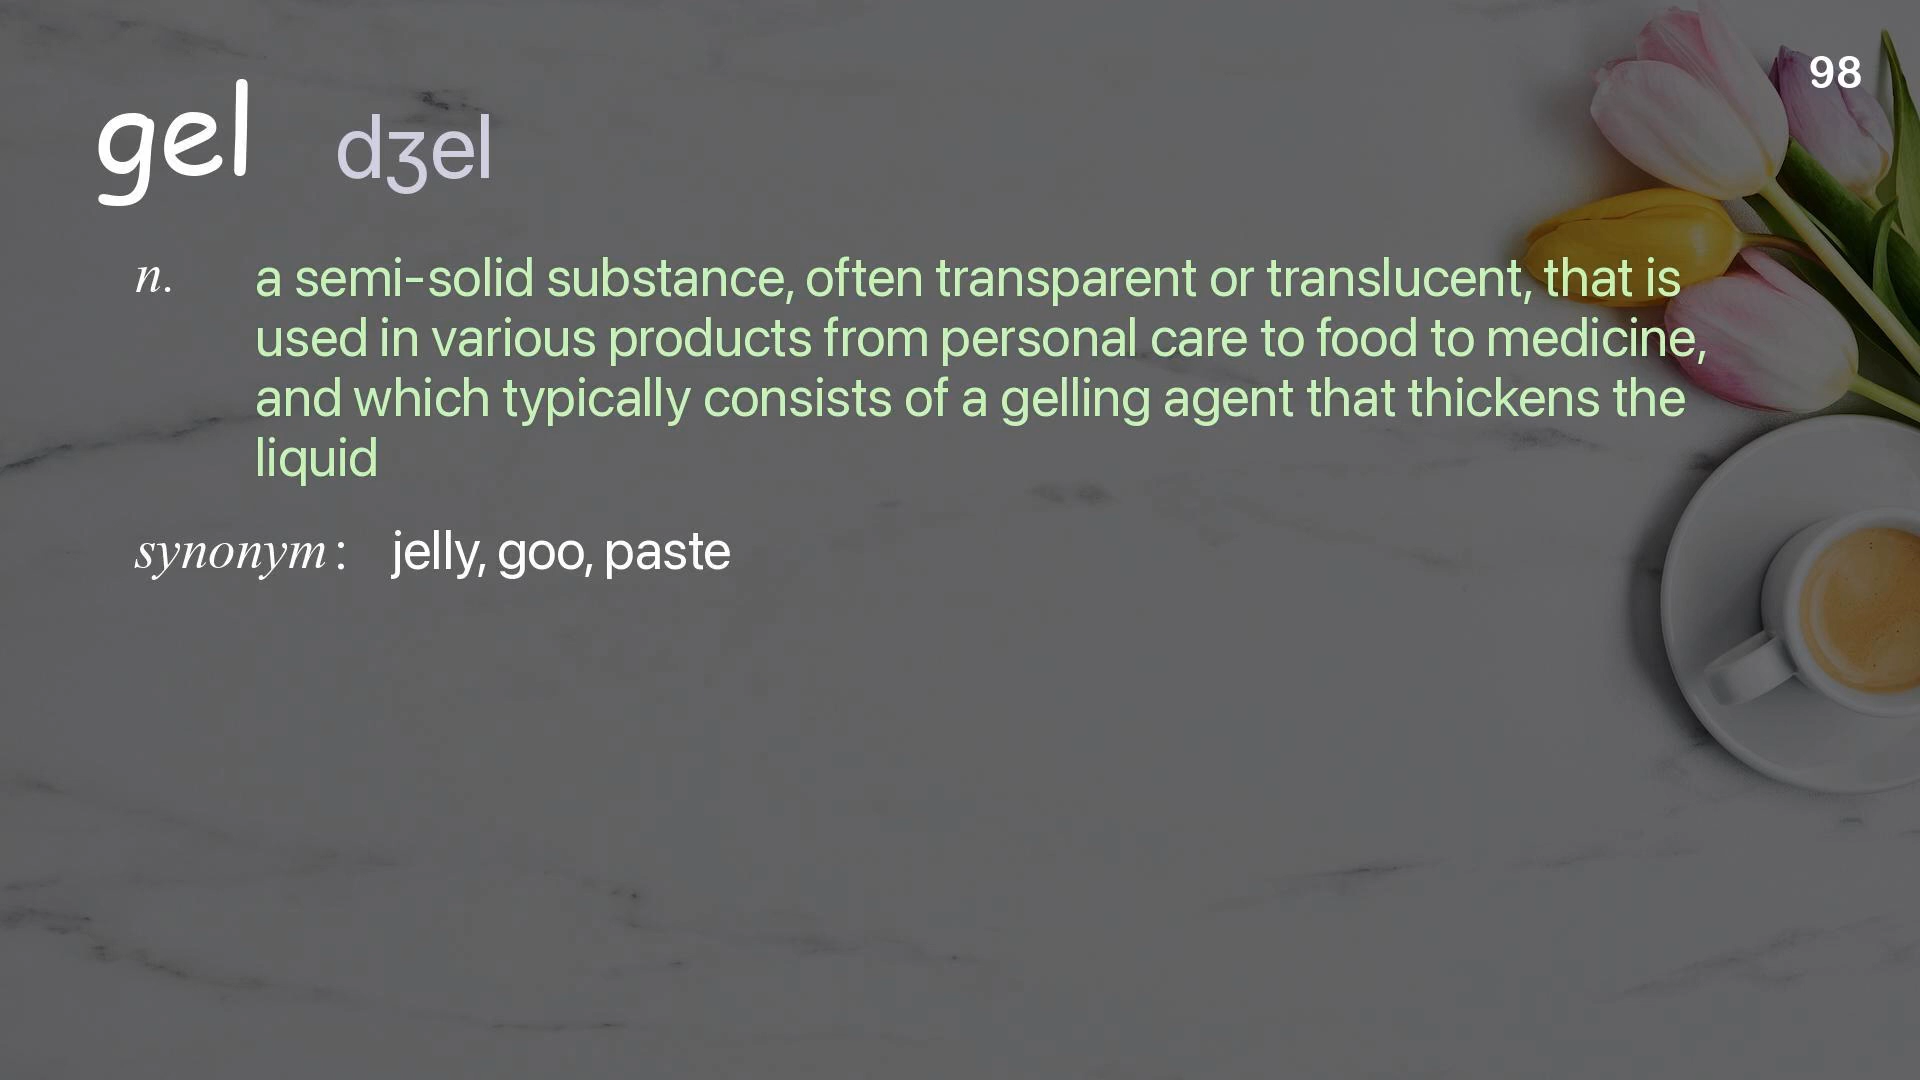 98
gel dʒel
n. a semi-solid substance, often transparent or translucent, that is
used in various products from personal care to food to medicine,
and which typically consists of a gelling agent that thickens the
liquid
synonym: jelly, goo, paste